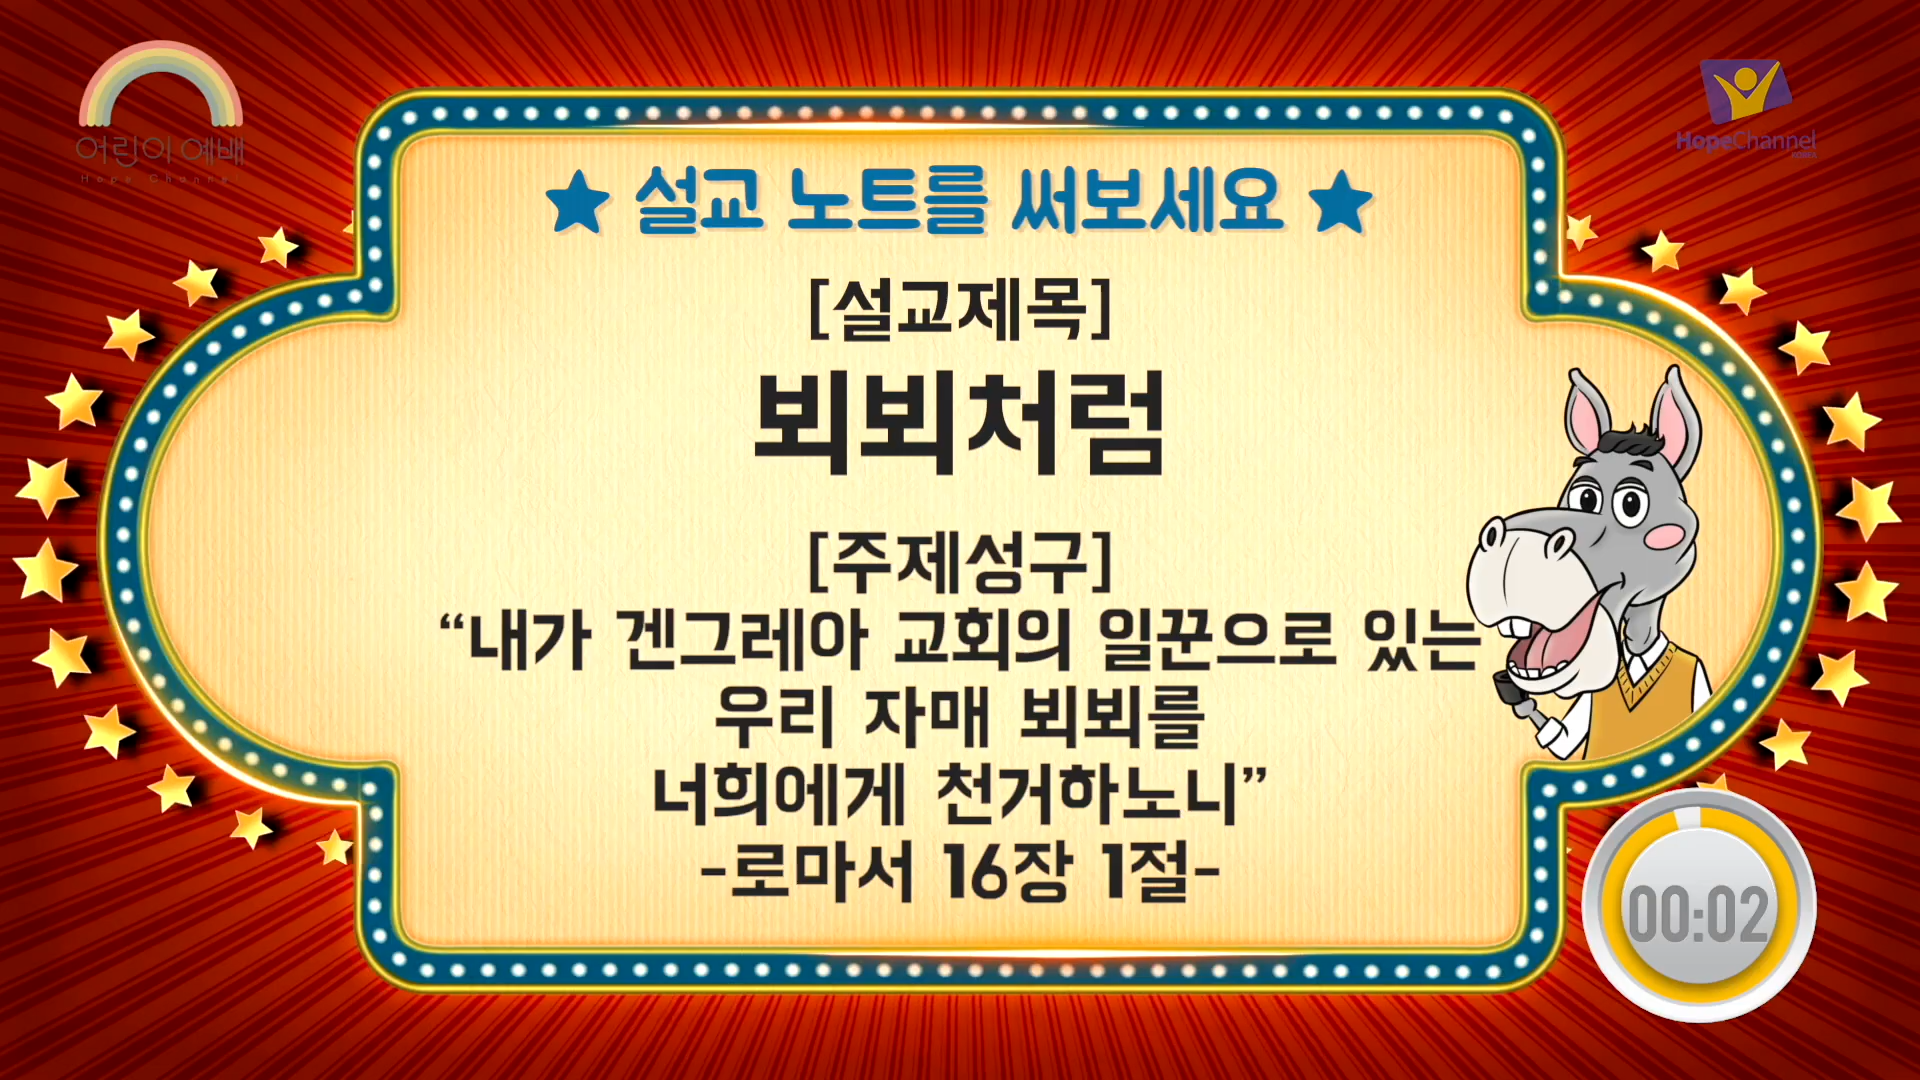 어린이 예배
Hope Channel
HopeChannel
KOREA
★ 설교 노트를 써보세요 ★
[설교제목]
뵈뵈처럼
[주제성구]
“내가 겐그레아 교회의 일꾼으로 있는
우리 자매 뵈뵈를
너희에게 천거하노니”
-로마서 16장 1절-
00:02